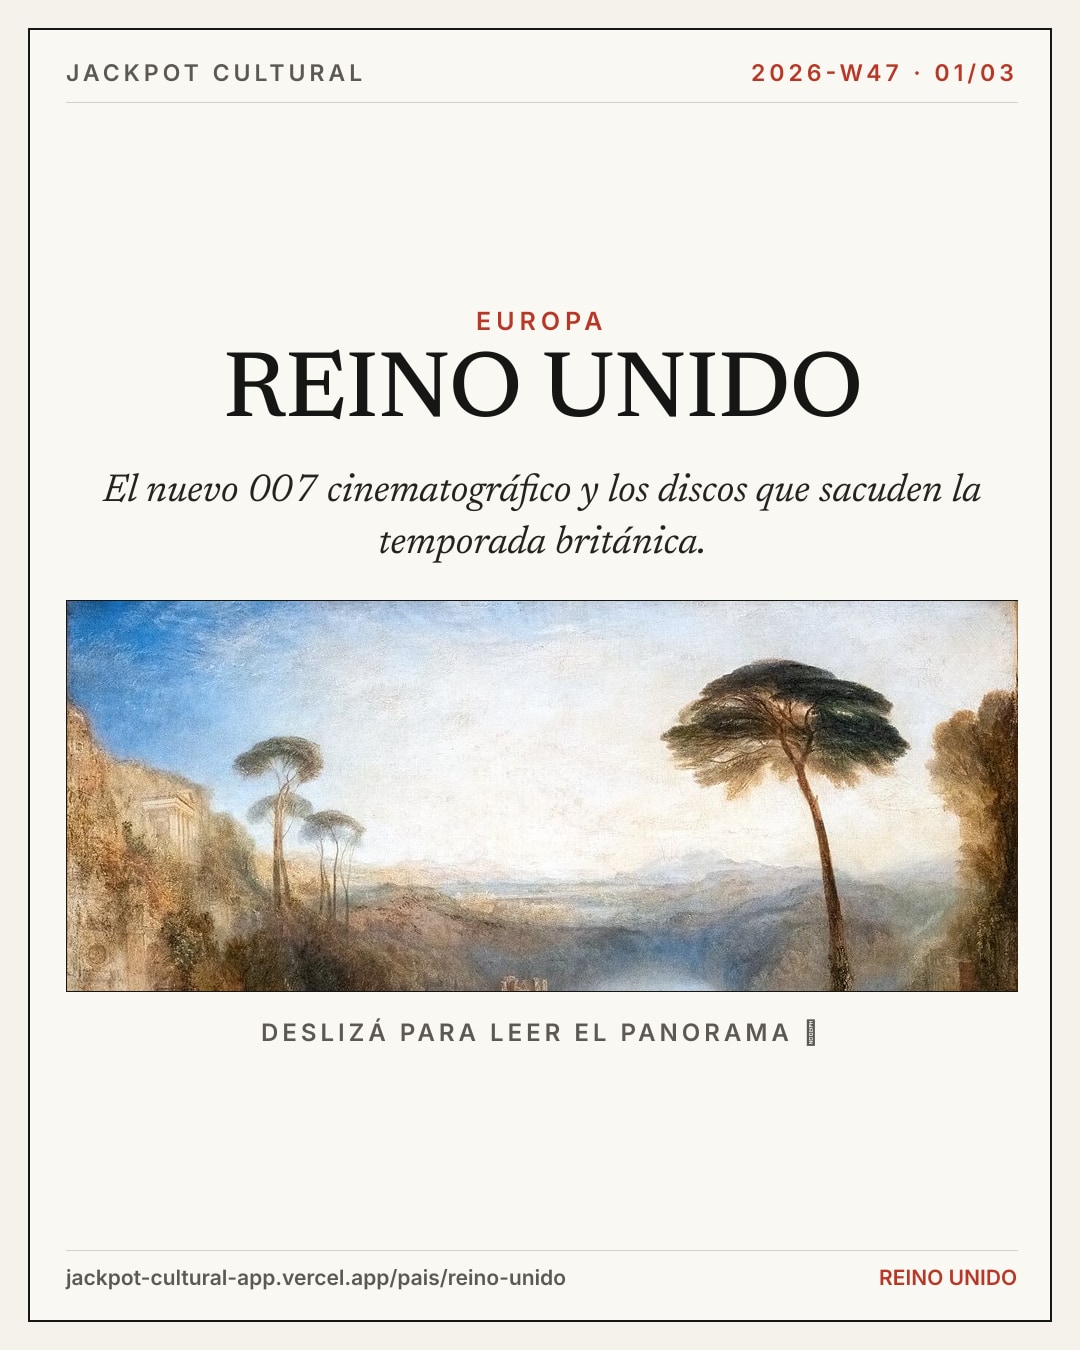 JACKPOT CULTURAL
2026-W47 · 01/03
EUROPA
REINO UNIDO
El nuevo 007 cinematográfico y los discos que sacuden la
temporada británica.
DESLIZÁ PARA LEER EL PANORAMA
jackpot-cultural-app.vercel.app/pais/reino-unido
REINO UNIDO